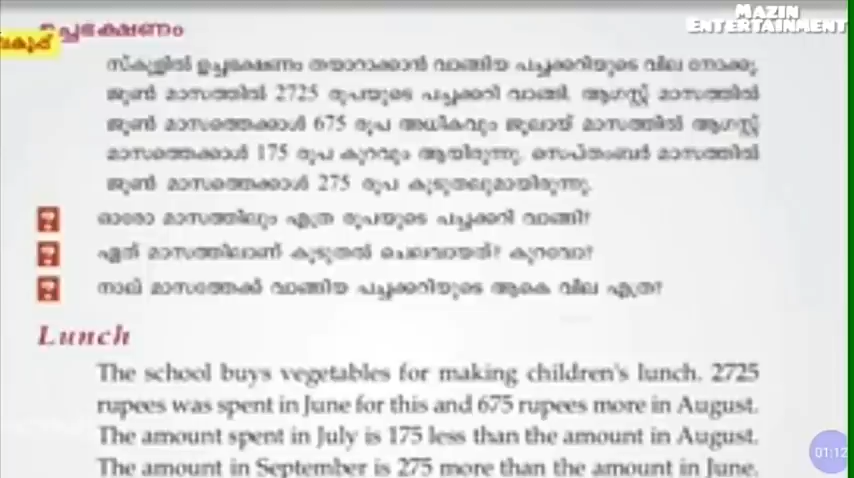 MAZIN
ENTERTAINMENT
ഉച്ചഭക്ഷണം
സ്കൂളിൽ ഉച്ചഭക്ഷണം തയാറാക്കാൻ വാങ്ങിയ പച്ചക്കറിയുടെ വില നോക്കൂ.
ജൂൺ മാസത്തിൽ 2725 രൂപയുടെ പച്ചക്കറി വാങ്ങി. ആഗസ്റ്റ് മാസത്തിൽ
ജൂൺ മാസത്തെക്കാൾ 675 രൂപ അധികവും ജൂലായ് മാസത്തിൽ ആഗസ്റ്റ്
മാസത്തെക്കാൾ 175 രൂപ കുറവും ആയിരുന്നു. സെപ്തംബർ മാസത്തിൽ
ജൂൺ മാസത്തെക്കാൾ 275 രൂപ കൂടുതലുമായിരുന്നു.
? ഓരോ മാസത്തിലും എത്ര രൂപയുടെ പച്ചക്കറി വാങ്ങി?
? ഏത് മാസത്തിലാണ് കൂടുതൽ ചെലവായത്? കുറവോ?
? നാല് മാസത്തേക്ക് വാങ്ങിയ പച്ചക്കറിയുടെ ആകെ വില എത്ര?
Lunch
The school buys vegetables for making children's lunch. 2725
rupees was spent in June for this and 675 rupees more in August.
The amount spent in July is 175 less than the amount in August.
The amount in September is 275 more than the amount in June.
01:12